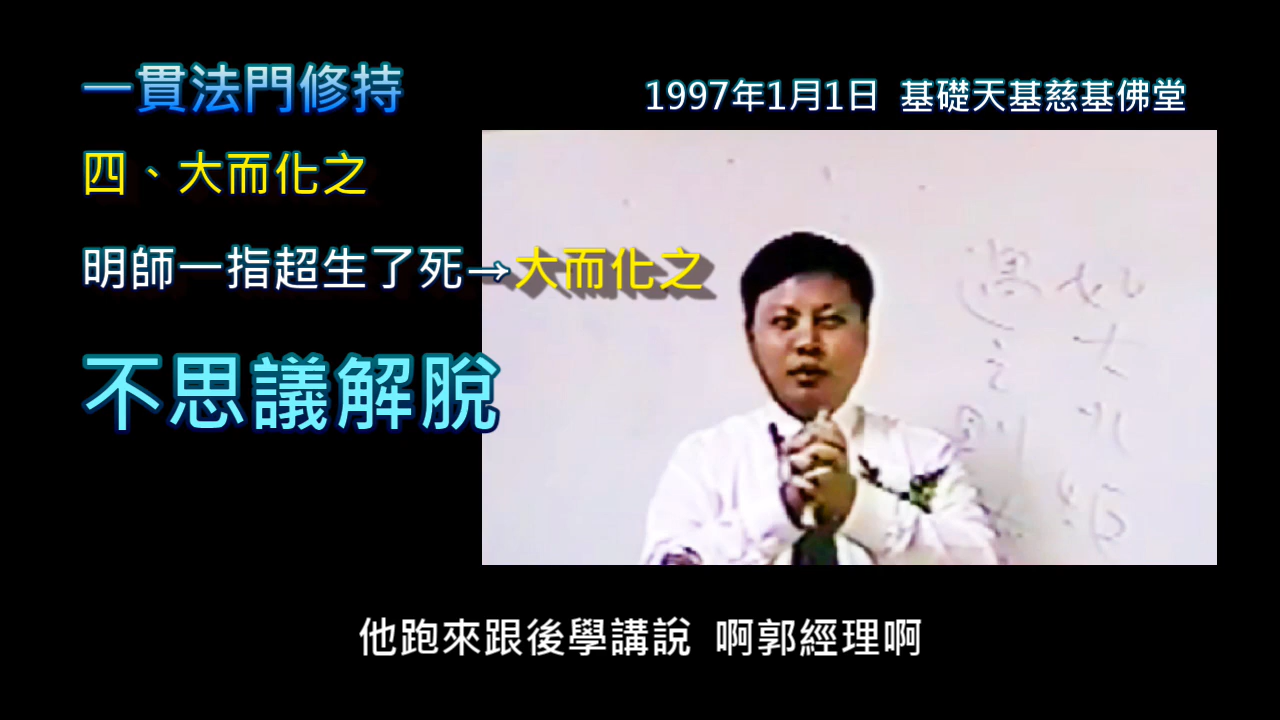 一貫法門修持
1997年1月1日 基礎天基慈基佛堂
四、大而化之
明師一指超生了死→大而化之
不思議解脫
他跑來跟後學講說 啊郭經理啊